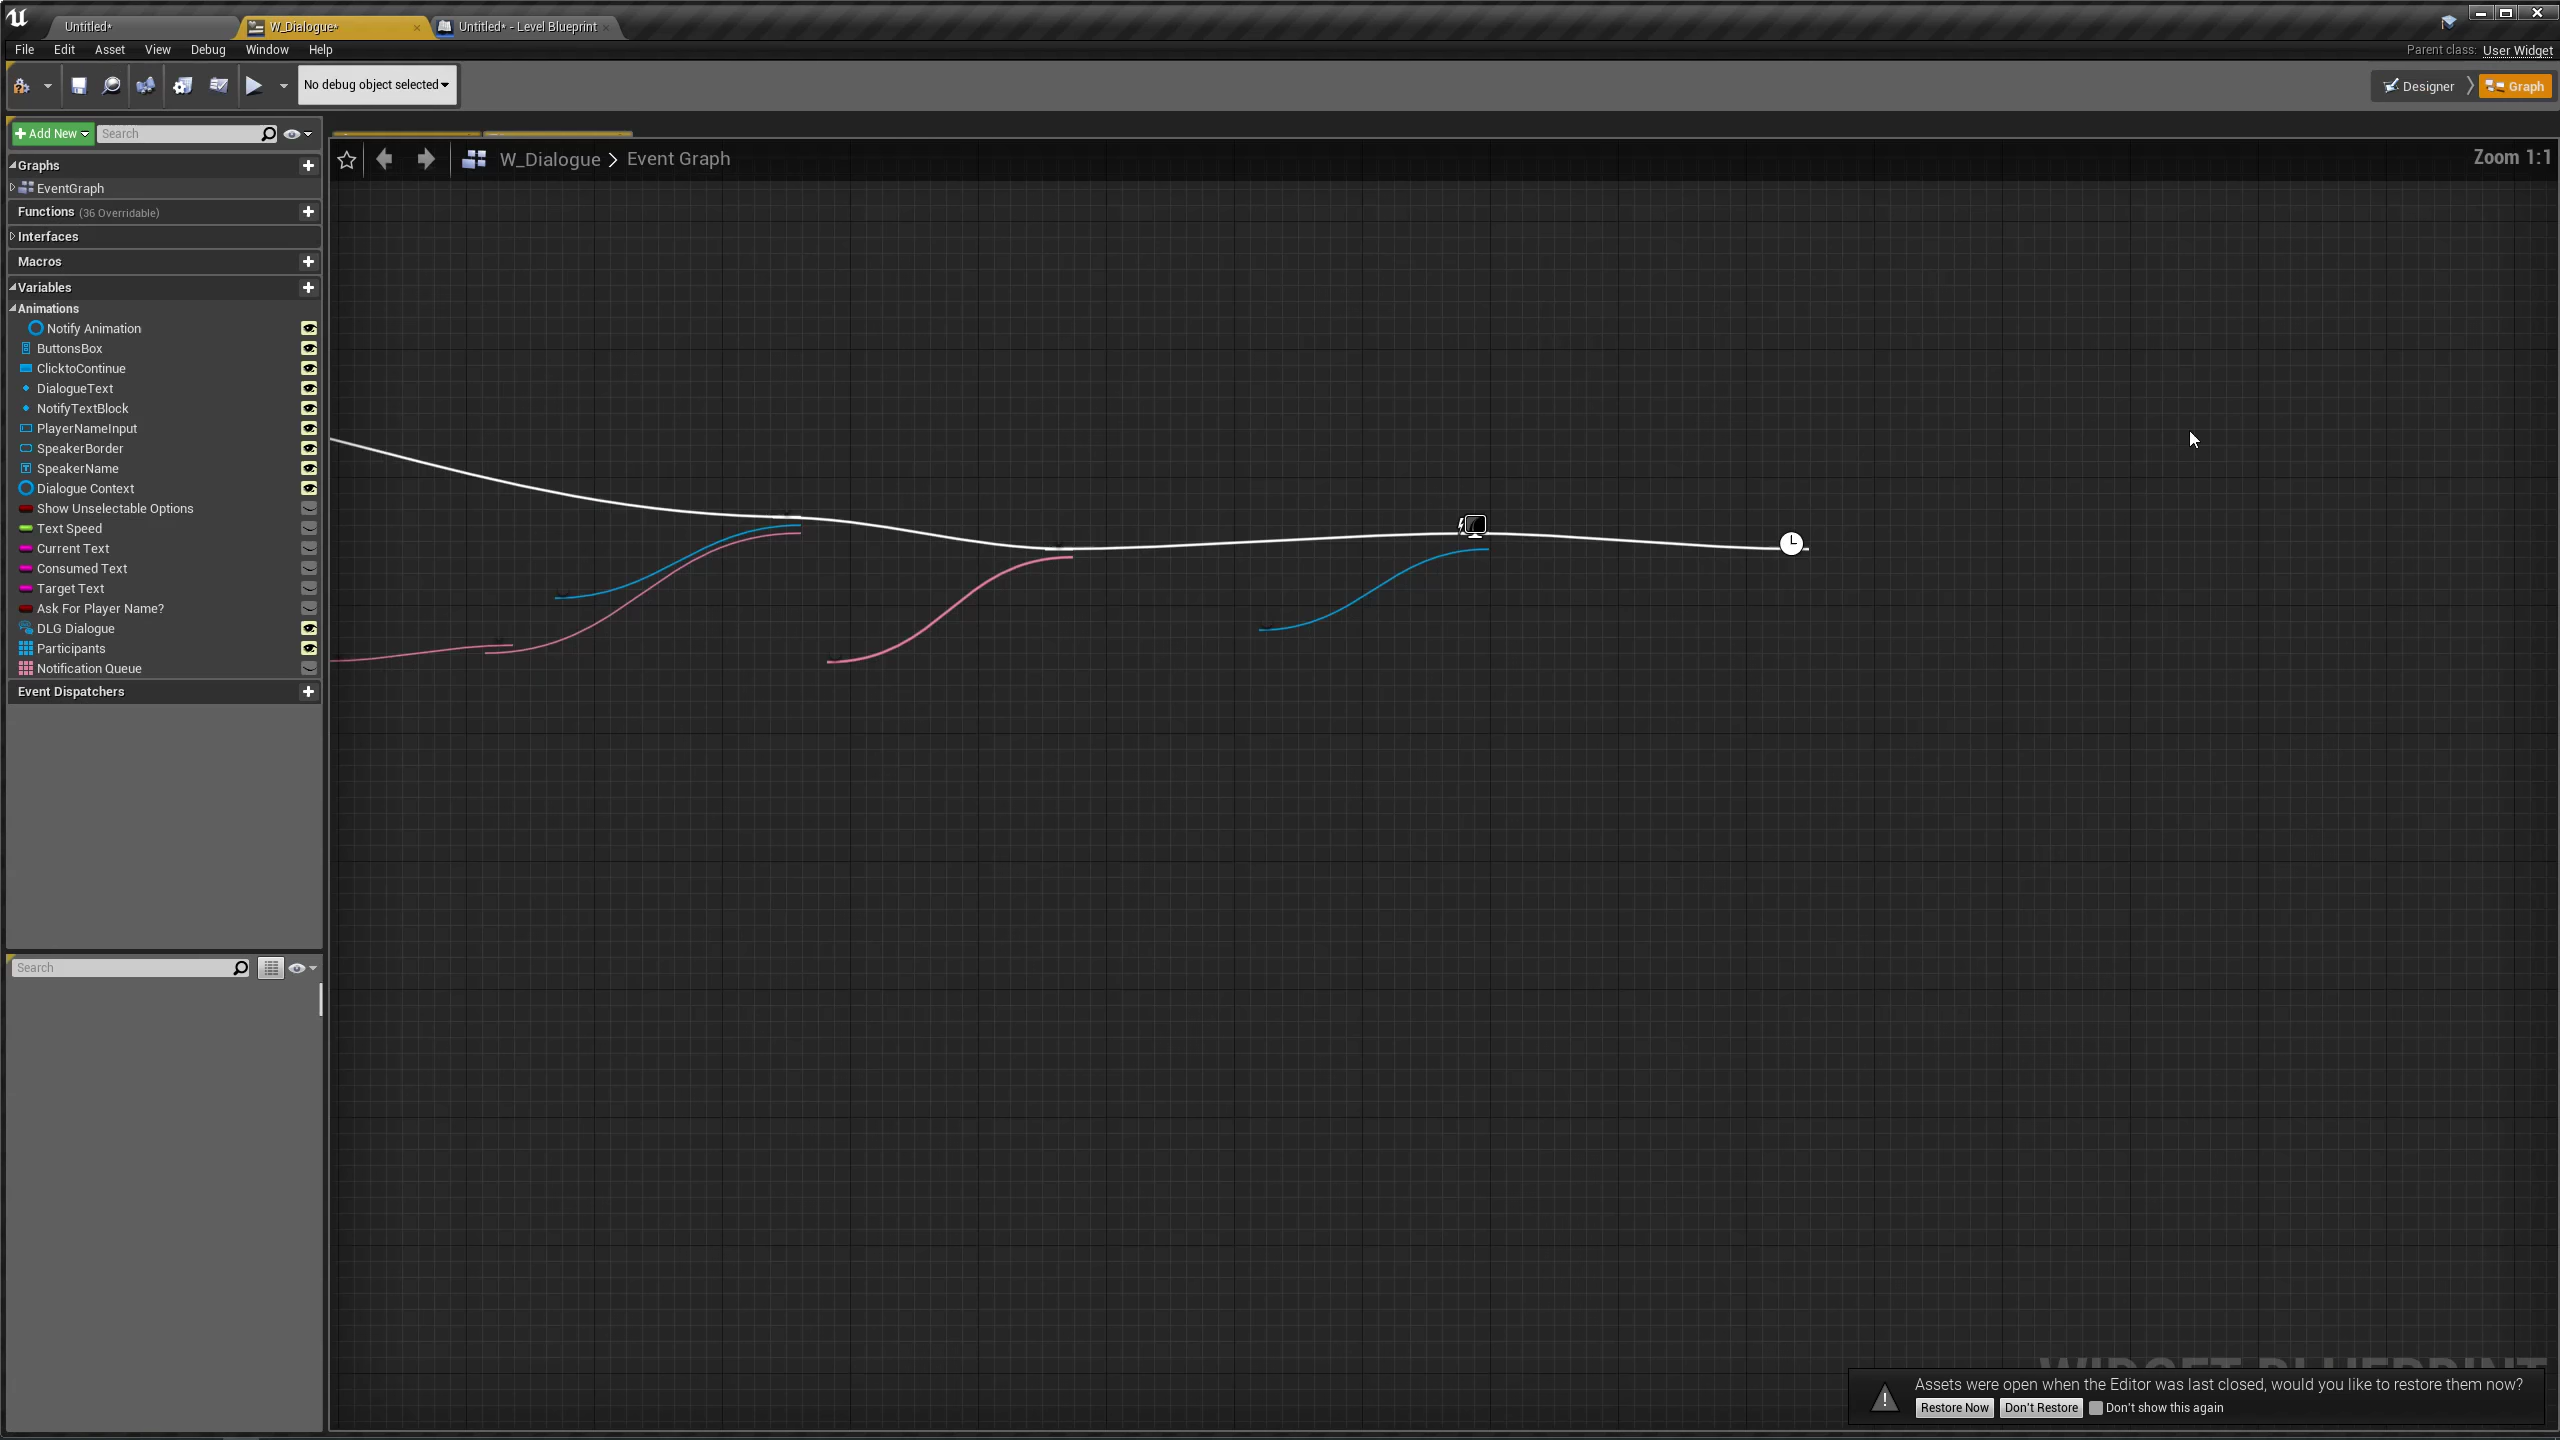 Untitled*
W_Dialogue*
Untitled* - Level Blueprint
File Edit Asset View Debug Window Help
Parent class: User Widget
No debug object selected
Designer
Graph
Add New
Search
W_Dialogue > Event Graph
Zoom 1:1
Graphs
EventGraph
Functions (36 Overridable)
Interfaces
Macros
Variables
Animations
Notify Animation
ButtonsBox
ClicktoContinue
DialogueText
NotifyTextBlock
PlayerNameInput
SpeakerBorder
SpeakerName
Dialogue Context
Show Unselectable Options
Text Speed
Current Text
Consumed Text
Target Text
Ask For Player Name?
DLG Dialogue
Participants
Notification Queue
Event Dispatchers
Search
WIDGET BLUEPRINT
Assets were open when the Editor was last closed, would you like to restore them now?
Restore Now Don't Restore Don't show this again